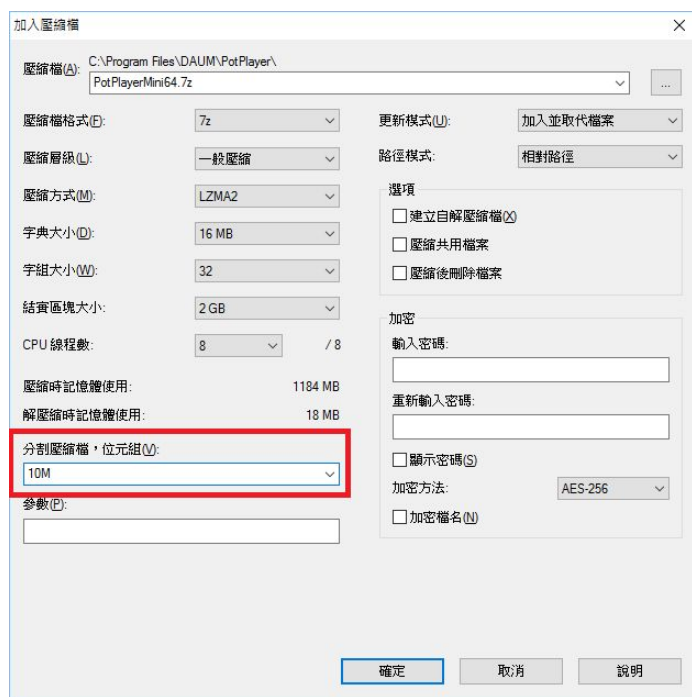 加入壓縮檔
壓縮檔(A):
C:\Program Files\DAUM\PotPlayer\
PotPlayerMini64.7z
...
壓縮檔格式(F):
7z
壓縮層級(L):
一般壓縮
壓縮方式(M):
LZMA2
字典大小(D):
16 MB
字組大小(W):
32
結實區塊大小:
2 GB
CPU 線程數:
8
/ 8
壓縮時記憶體使用:
1184 MB
解壓縮時記憶體使用:
18 MB
分割壓縮檔，位元組(V):
10M
參數(P):
更新模式(U):
加入並取代檔案
路徑模式:
相對路徑
選項
建立自解壓縮檔(X)
壓縮共用檔案
壓縮後刪除檔案
加密
輸入密碼:
重新輸入密碼:
顯示密碼(S)
加密方法:
AES-256
加密檔名(N)
確定
取消
說明